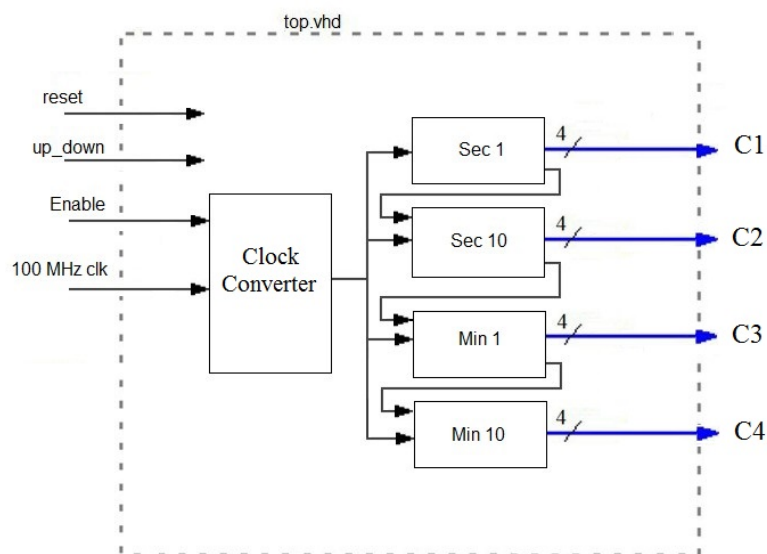 top.vhd
reset
up_down
Enable
100 MHz clk
Clock
Converter
Sec 1
4
C1
Sec 10
4
C2
Min 1
4
C3
Min 10
4
C4